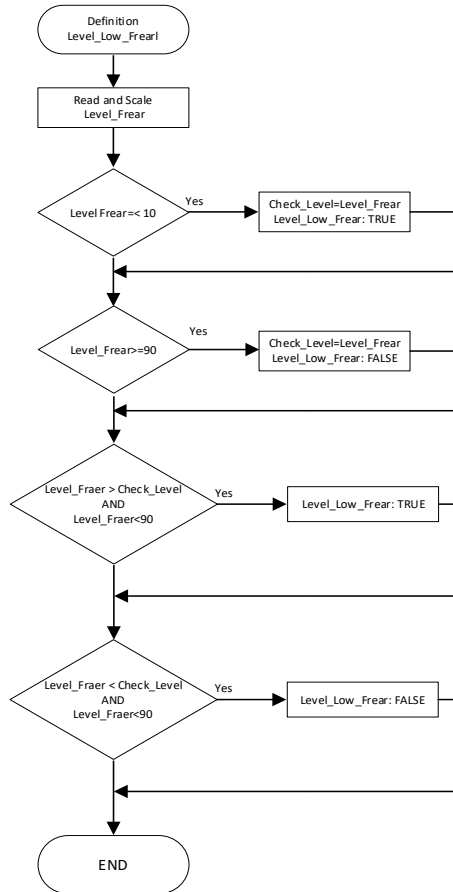 Definition
Level_Low_Frearl
Read and Scale
Level_Frear
Level Frear=< 10
Yes
Check_Level=Level_Frear
Level_Low_Frear: TRUE
Level_Frear>=90
Yes
Check_Level=Level_Frear
Level_Low_Frear: FALSE
Level_Fraer > Check_Level
AND
Level_Fraer<90
Yes
Level_Low_Frear: TRUE
Level_Fraer < Check_Level
AND
Level_Fraer<90
Yes
Level_Low_Frear: FALSE
END